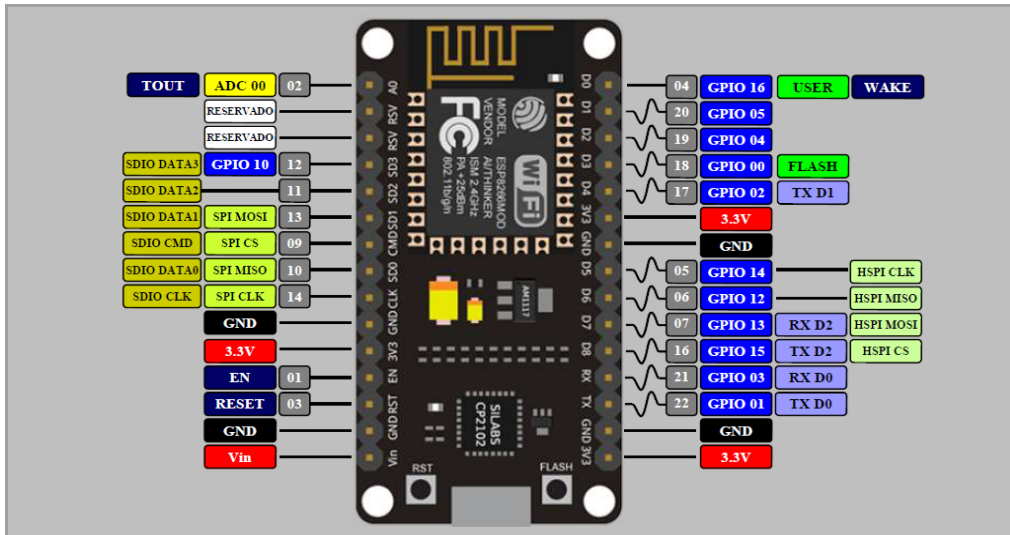 TOUT ADC 00 02 A0
RESERVADO RSV
RESERVADO RSV
SDIO DATA3 GPIO 10 12 SD3
SDIO DATA2 11 SD2
SDIO DATA1 SPI MOSI 13 SD1
SDIO CMD SPI CS 09 CMD
SDIO DATA0 SPI MISO 10 SD0
SDIO CLK SPI CLK 14 CLK
GND GND
3.3V 3V3
EN 01 EN
RESET 03 RST
GND GND
Vin Vin
MODEL ESP8266MOD
VENDOR AI/THINKER
ISM 2.4GHz
PA +25dBm
802.11b/g/n
FC
Wi Fi
AM1117
SILABS
CP2102
RST
FLASH
D0 04 GPIO 16 USER WAKE
D1 20 GPIO 05
D2 19 GPIO 04
D3 18 GPIO 00 FLASH
D4 17 GPIO 02 TX D1
3V3 3.3V
GND GND
D5 05 GPIO 14 HSPI CLK
D6 06 GPIO 12 HSPI MISO
D7 07 GPIO 13 RX D2 HSPI MOSI
D8 16 GPIO 15 TX D2 HSPI CS
RX 21 GPIO 03 RX D0
TX 22 GPIO 01 TX D0
GND GND
3V3 3.3V